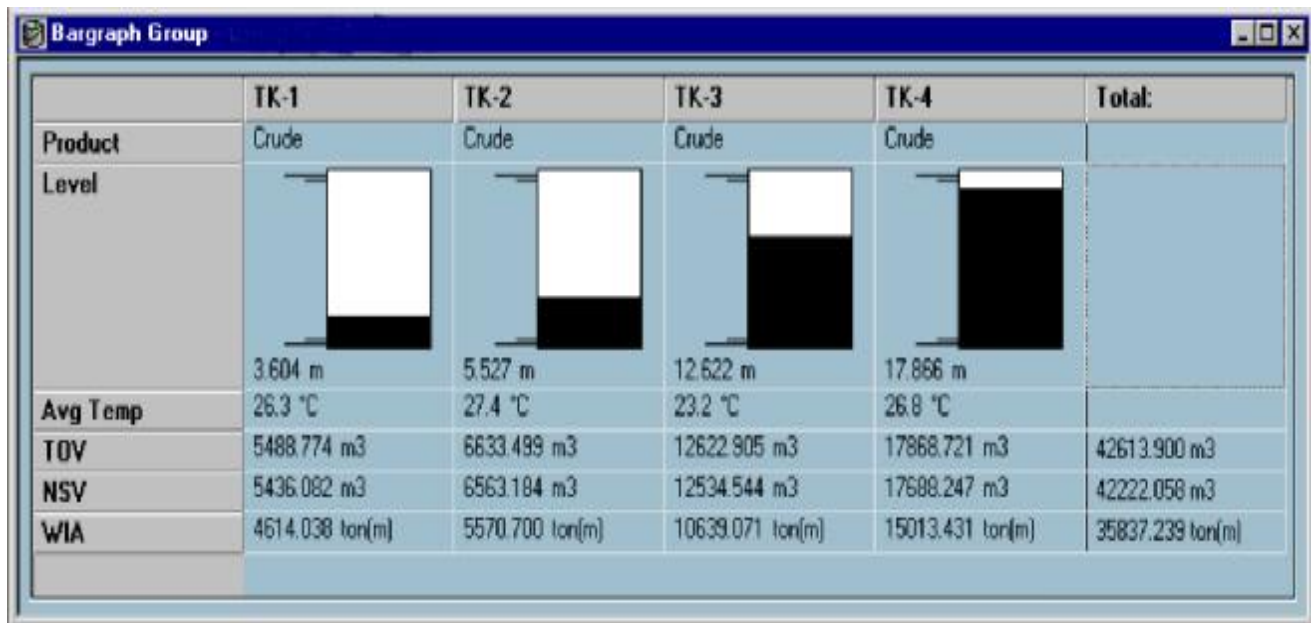 Bargraph Group
TK-1 TK-2 TK-3 TK-4 Total:
Product Crude Crude Crude Crude
Level
3.604 m 5.527 m 12.622 m 17.866 m
Avg Temp 26.3 °C 27.4 °C 23.2 °C 26.8 °C
TOV 5488.774 m3 6633.499 m3 12622.905 m3 17868.721 m3 42613.900 m3
NSV 5436.082 m3 6563.184 m3 12534.544 m3 17688.247 m3 42222.058 m3
WIA 4614.038 ton(m) 5570.700 ton(m) 10639.071 ton(m) 15013.431 ton(m) 35837.239 ton(m)